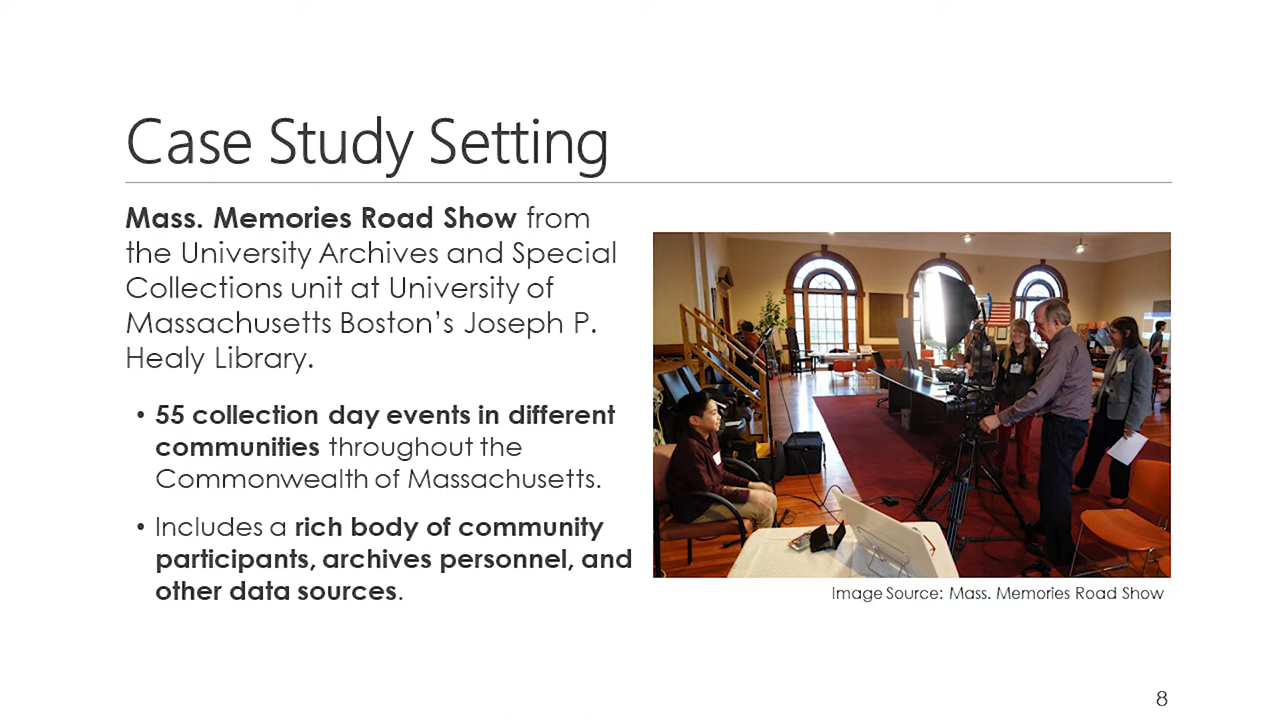 Case Study Setting
Mass. Memories Road Show from
the University Archives and Special
Collections unit at University of
Massachusetts Boston’s Joseph P.
Healy Library.
• 55 collection day events in different
communities throughout the
Commonwealth of Massachusetts.
• Includes a rich body of community
participants, archives personnel, and
other data sources.
Image Source: Mass. Memories Road Show
8